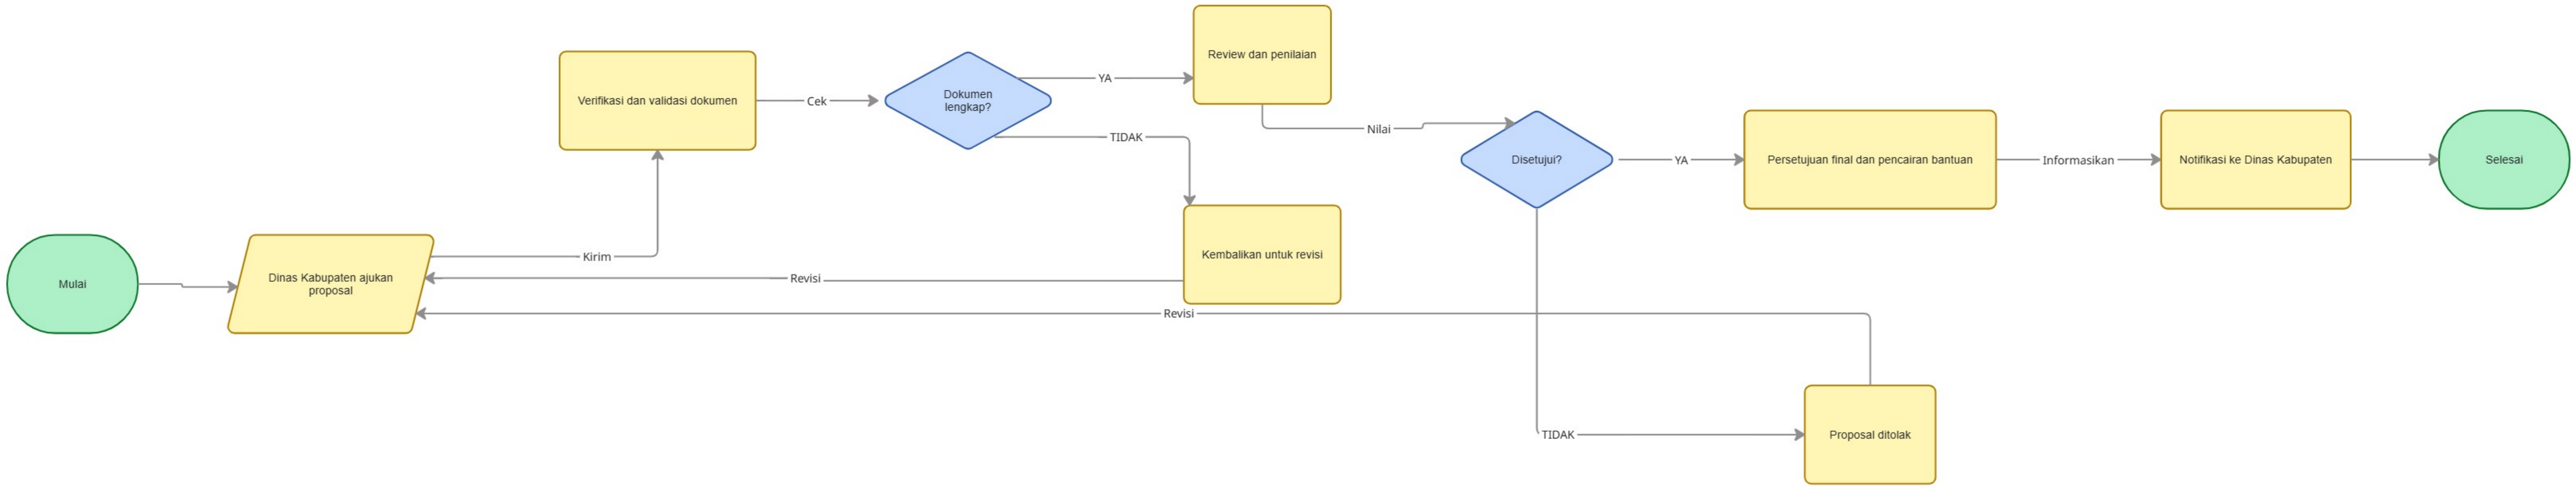 Mulai
Dinas Kabupaten ajukan
proposal
Kirim
Verifikasi dan validasi dokumen
Cek
Dokumen
lengkap?
YA
Review dan penilaian
TIDAK
Kembalikan untuk revisi
Revisi
Nilai
Disetujui?
YA
Persetujuan final dan pencairan bantuan
Informasikan
Notifikasi ke Dinas Kabupaten
Selesai
TIDAK
Proposal ditolak
Revisi